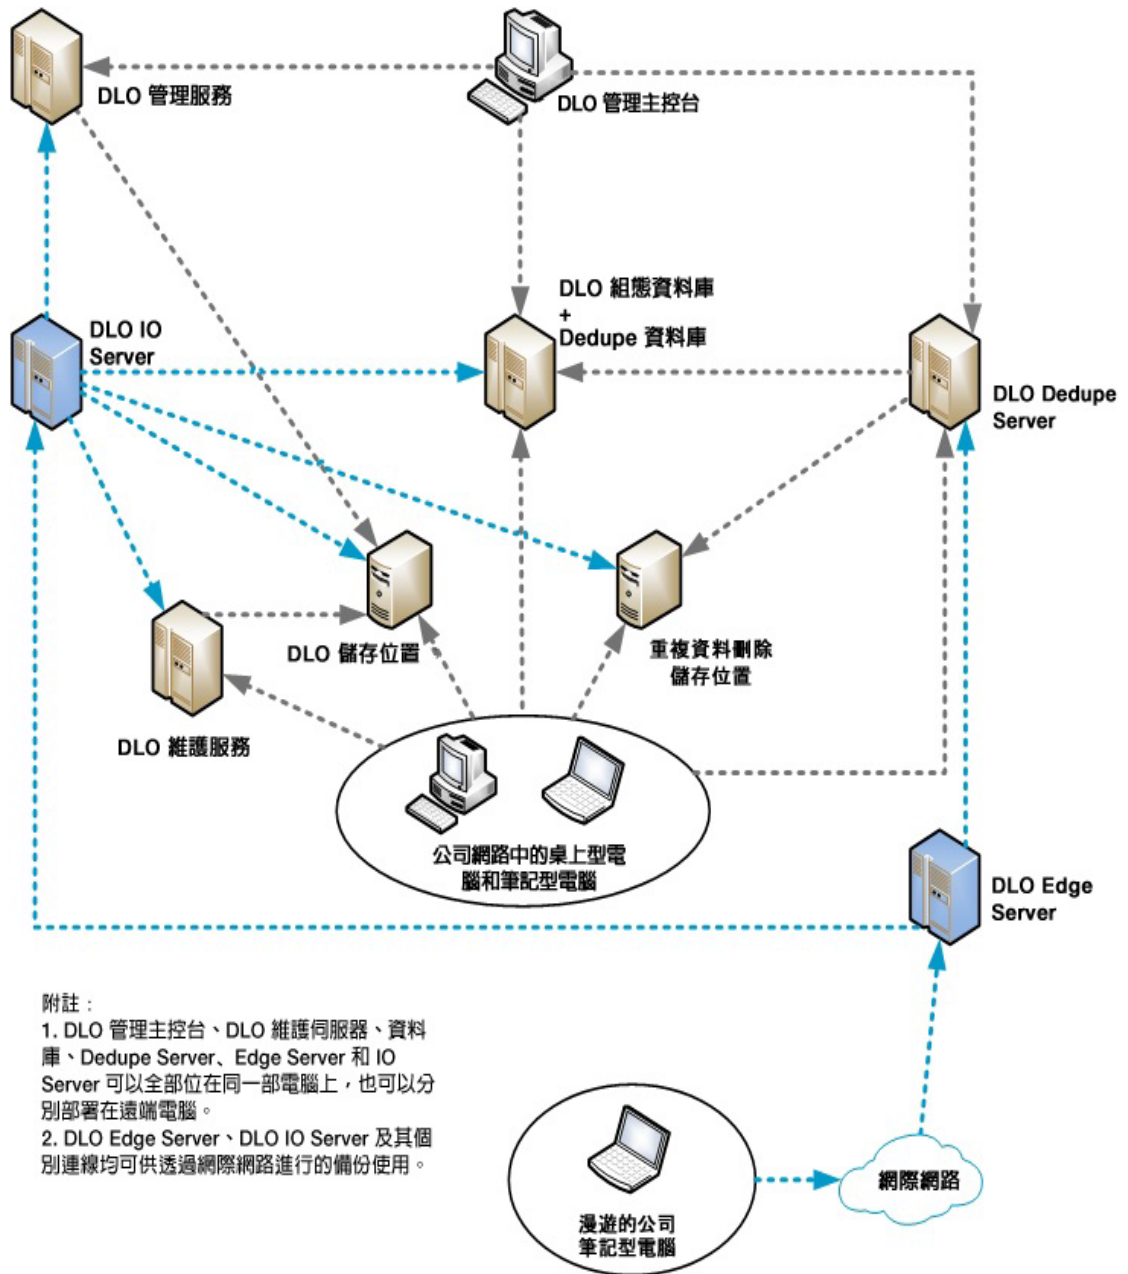 DLO 管理服務
DLO 管理主控台
DLO 組態資料庫
+
Dedupe 資料庫
DLO IO
Server
DLO Dedupe
Server
DLO 儲存位置
重複資料刪除
儲存位置
DLO 維護服務
公司網路中的桌上型電
腦和筆記型電腦
DLO Edge
Server
附註：
1. DLO 管理主控台、DLO 維護伺服器、資料
庫、Dedupe Server、Edge Server 和 IO
Server 可以全部位在同一部電腦上，也可以分
別部署在遠端電腦。
2. DLO Edge Server、DLO IO Server 及其個
別連線均可供透過網際網路進行的備份使用。
網際網路
漫遊的公司
筆記型電腦